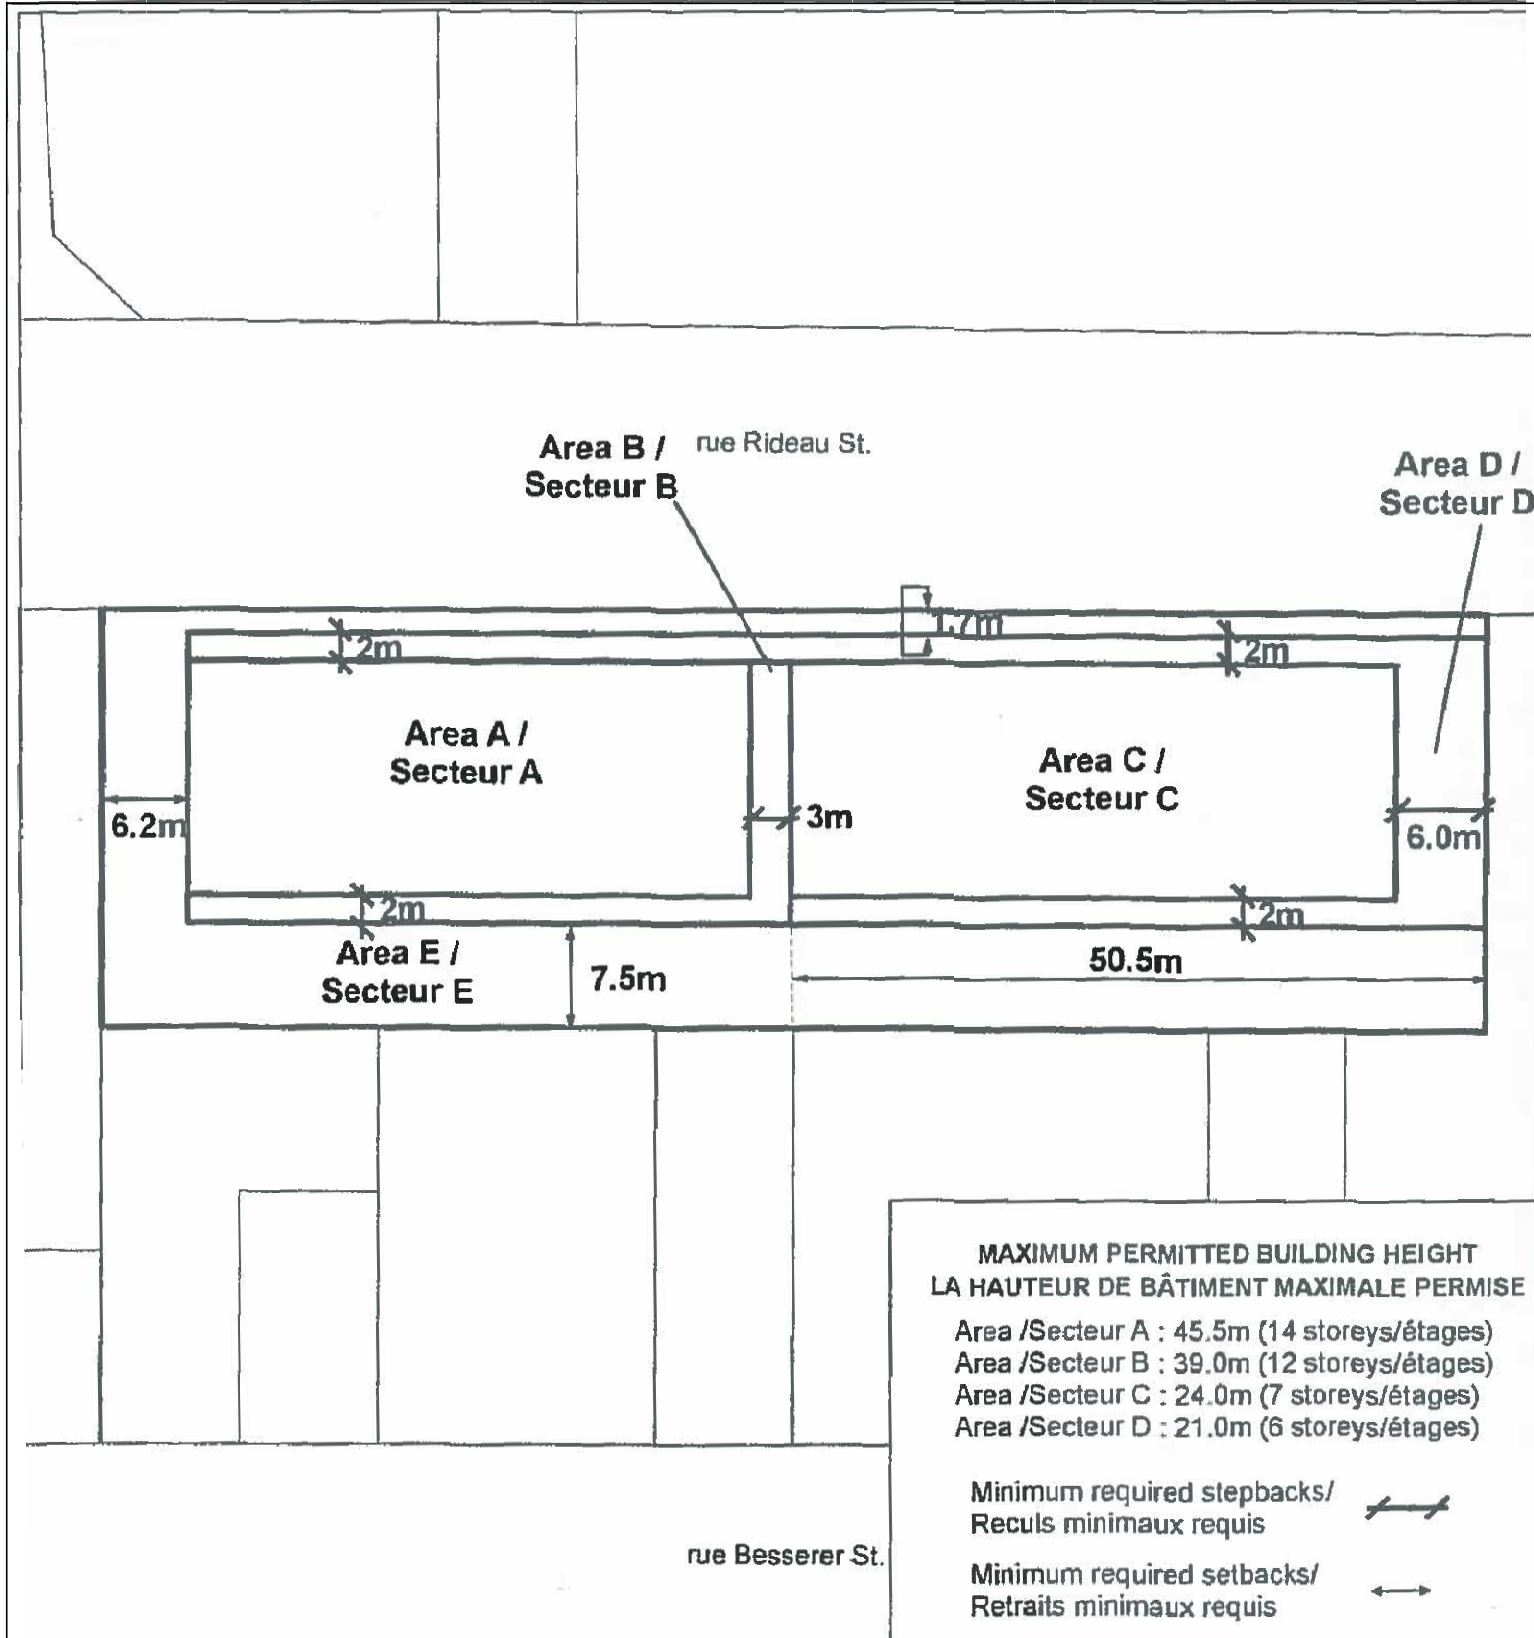 Area B /
Secteur B
rue Rideau St.
Area D /
Secteur D
1.7m
2m
2m
Area A /
Secteur A
Area C /
Secteur C
6.2m
3m
6.0m
2m
2m
Area E /
Secteur E
7.5m
50.5m
MAXIMUM PERMITTED BUILDING HEIGHT
LA HAUTEUR DE BÂTIMENT MAXIMALE PERMISE
Area /Secteur A : 45.5m (14 storeys/étages)
Area /Secteur B : 39.0m (12 storeys/étages)
Area /Secteur C : 24.0m (7 storeys/étages)
Area /Secteur D : 21.0m (6 storeys/étages)
Minimum required stepbacks/
Reculs minimaux requis
rue Besserer St.
Minimum required setbacks/
Retraits minimaux requis